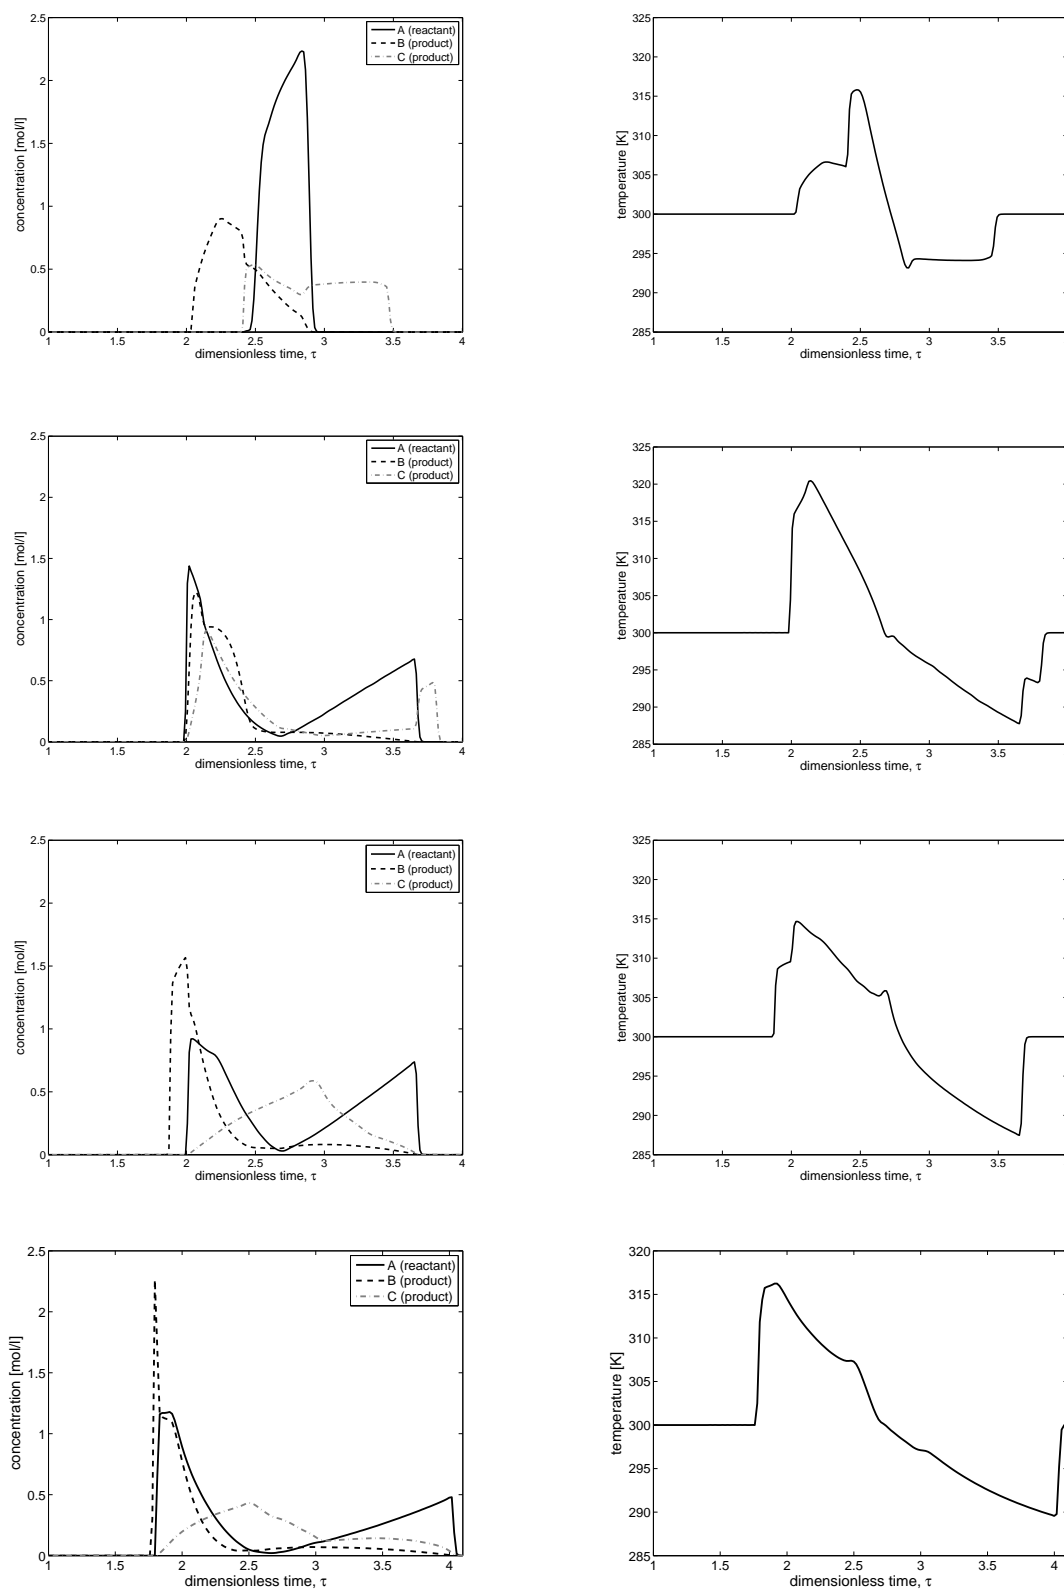 2.5
2
1.5
1
0.5
0
concentration [mol/l]
A (reactant)
B (product)
C (product)
1 1.5 2 2.5 3 3.5 4
dimensionless time, τ
325
320
315
310
305
300
295
290
285
temperature [K]
1 1.5 2 2.5 3 3.5
dimensionless time, τ
2.5
2
1.5
1
0.5
0
concentration [mol/l]
A (reactant)
B (product)
C (product)
1 1.5 2 2.5 3 3.5 4
dimensionless time, τ
325
320
315
310
305
300
295
290
285
temperature [K]
1 1.5 2 2.5 3 3.5
dimensionless time, τ
2.5
2
1.5
1
0.5
0
concentration [mol/l]
A (reactant)
B (product)
C (product)
1 1.5 2 2.5 3 3.5 4
dimensionless time, τ
325
320
315
310
305
300
295
290
285
temperature [K]
1 1.5 2 2.5 3 3.5
dimensionless time, τ
2.5
2
1.5
1
0.5
0
concentration [mol/l]
A (reactant)
B (product)
C (product)
1 1.5 2 2.5 3 3.5 4
dimensionless time, τ
320
315
310
305
300
295
290
285
temperature [K]
1 1.5 2 2.5 3 3.5 4
dimensionless time, τ